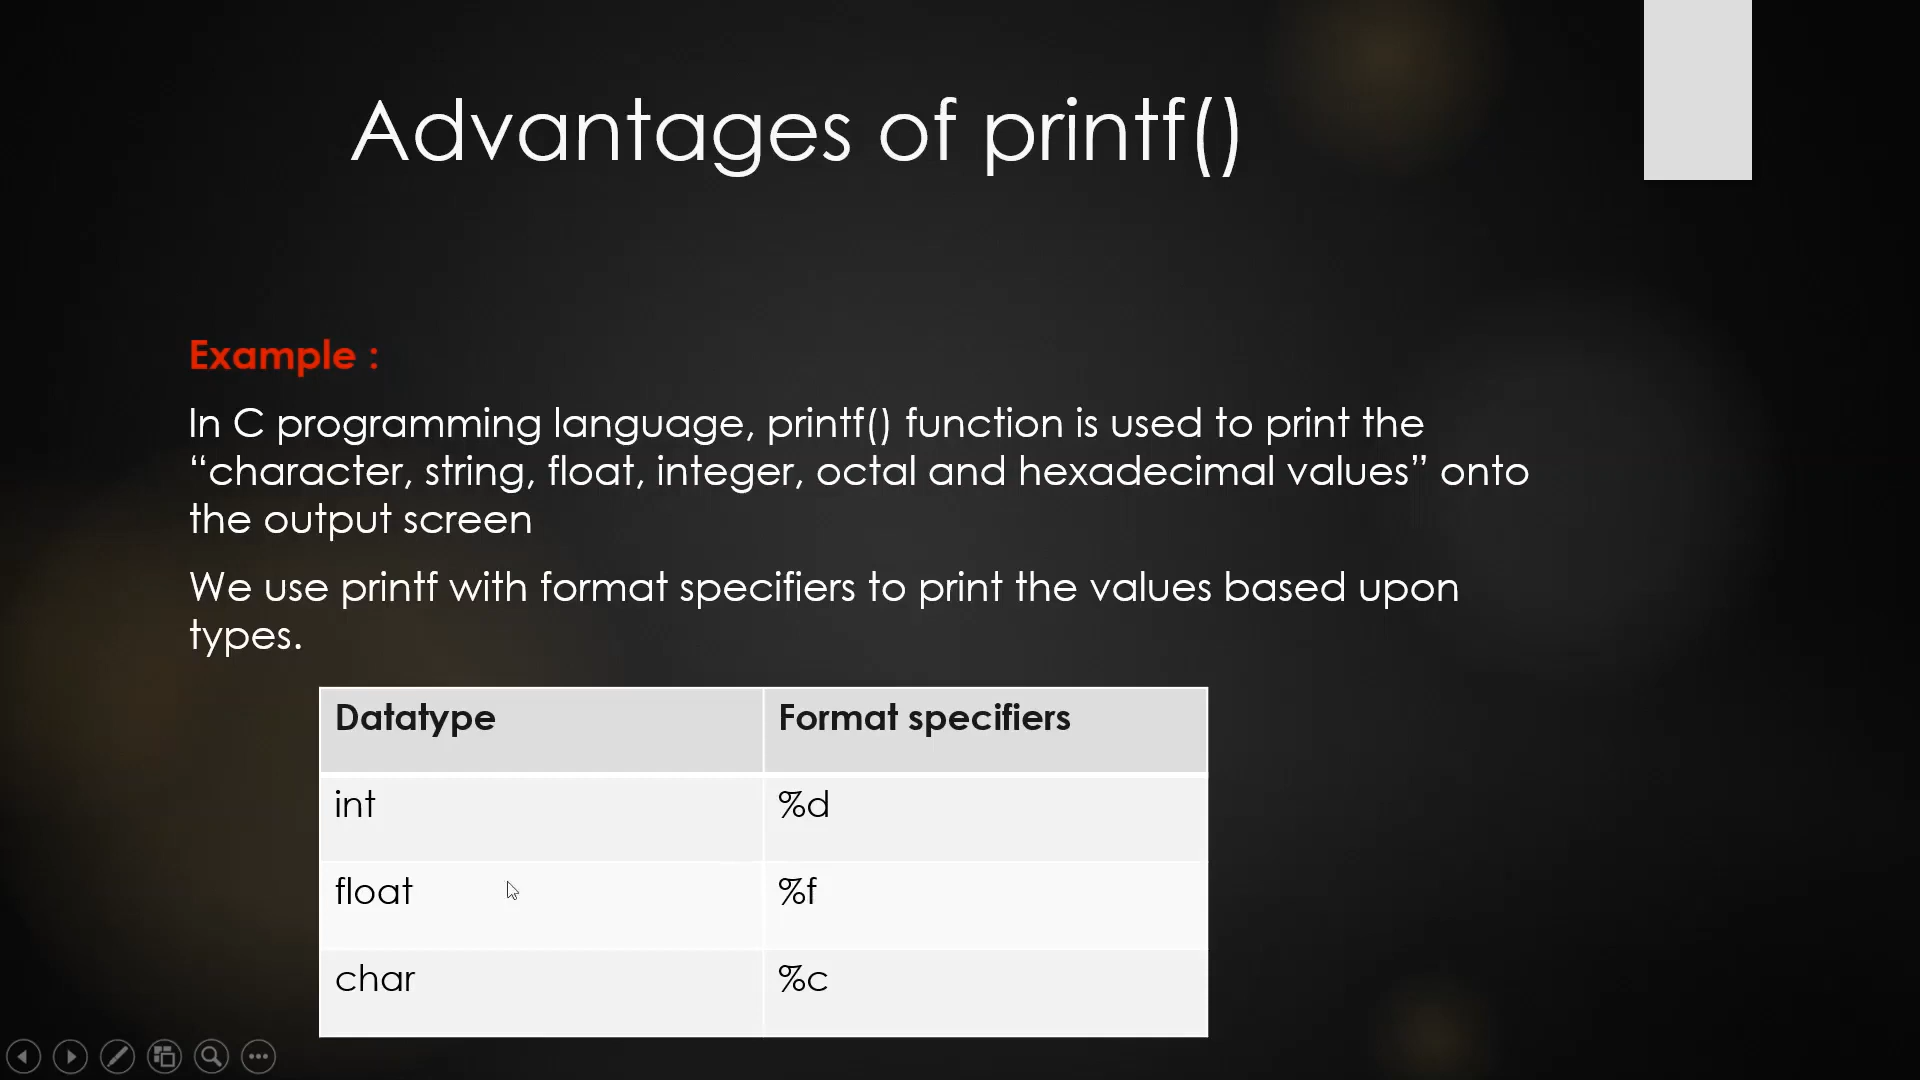 Advantages of printf()
Example :
In C programming language, printf() function is used to print the
“character, string, float, integer, octal and hexadecimal values” onto
the output screen
We use printf with format specifiers to print the values based upon
types.
Datatype Format specifiers
int %d
float %f
char %c